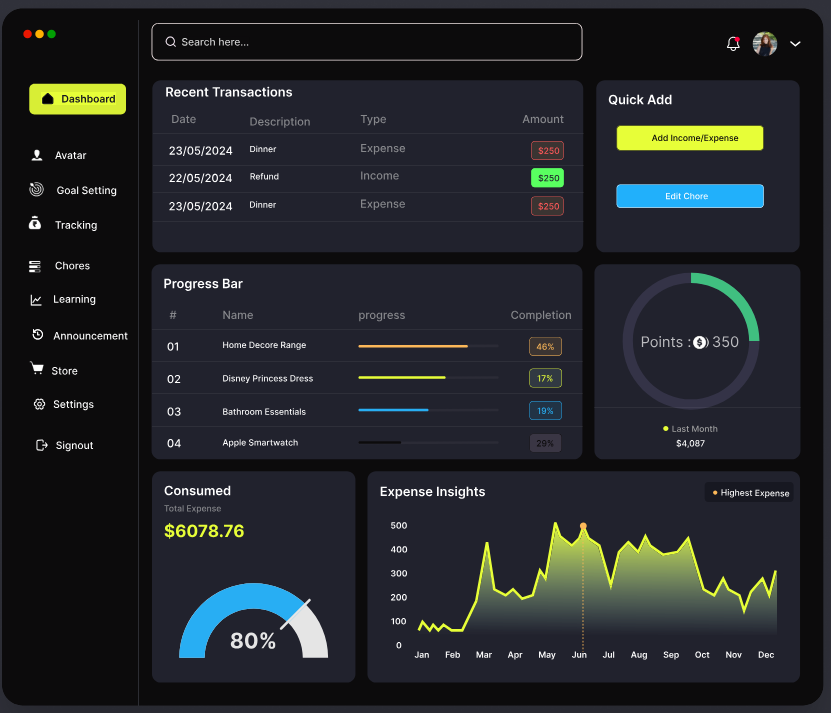 Search here...
Dashboard
Avatar
Goal Setting
Tracking
Chores
Learning
Announcement
Store
Settings
Signout
Recent Transactions
Date Description Type Amount
23/05/2024 Dinner Expense $250
22/05/2024 Refund Income $250
23/05/2024 Dinner Expense $250
Quick Add
Add Income/Expense
Edit Chore
Progress Bar
# Name progress Completion
01 Home Decore Range 46%
02 Disney Princess Dress 17%
03 Bathroom Essentials 19%
04 Apple Smartwatch 29%
Points : $ 350
Last Month
$4,087
Consumed
Total Expense
$6078.76
80%
Expense Insights
Highest Expense
500
400
300
200
100
0
Jan Feb Mar Apr May Jun Jul Aug Sep Oct Nov Dec